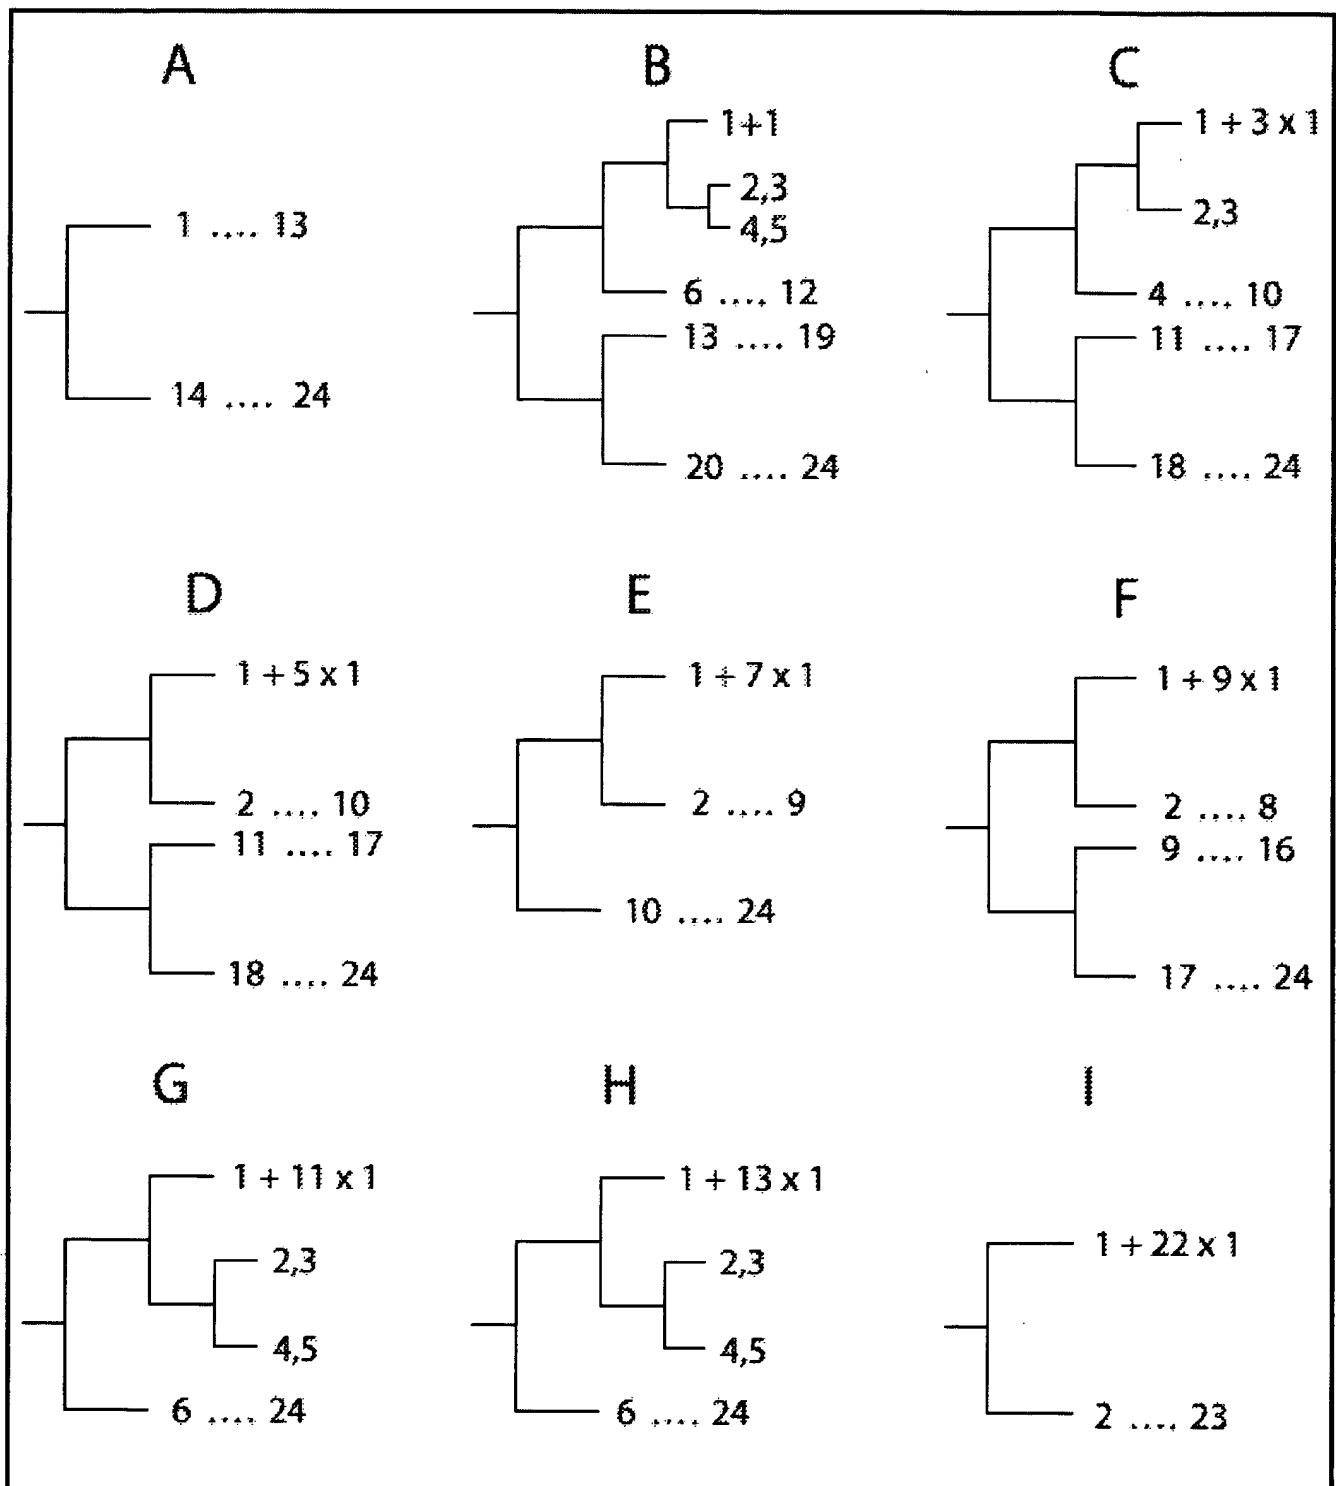 A
1 .... 13
14 .... 24
B
1+1
2,3
4,5
6 .... 12
13 .... 19
20 .... 24
C
1 + 3 x 1
2,3
4 .... 10
11 .... 17
18 .... 24
D
1 + 5 x 1
2 .... 10
11 .... 17
18 .... 24
E
1 + 7 x 1
2 .... 9
10 .... 24
F
1 + 9 x 1
2 .... 8
9 .... 16
17 .... 24
G
1 + 11 x 1
2,3
4,5
6 .... 24
H
1 + 13 x 1
2,3
4,5
6 .... 24
I
1 + 22 x 1
2 .... 23